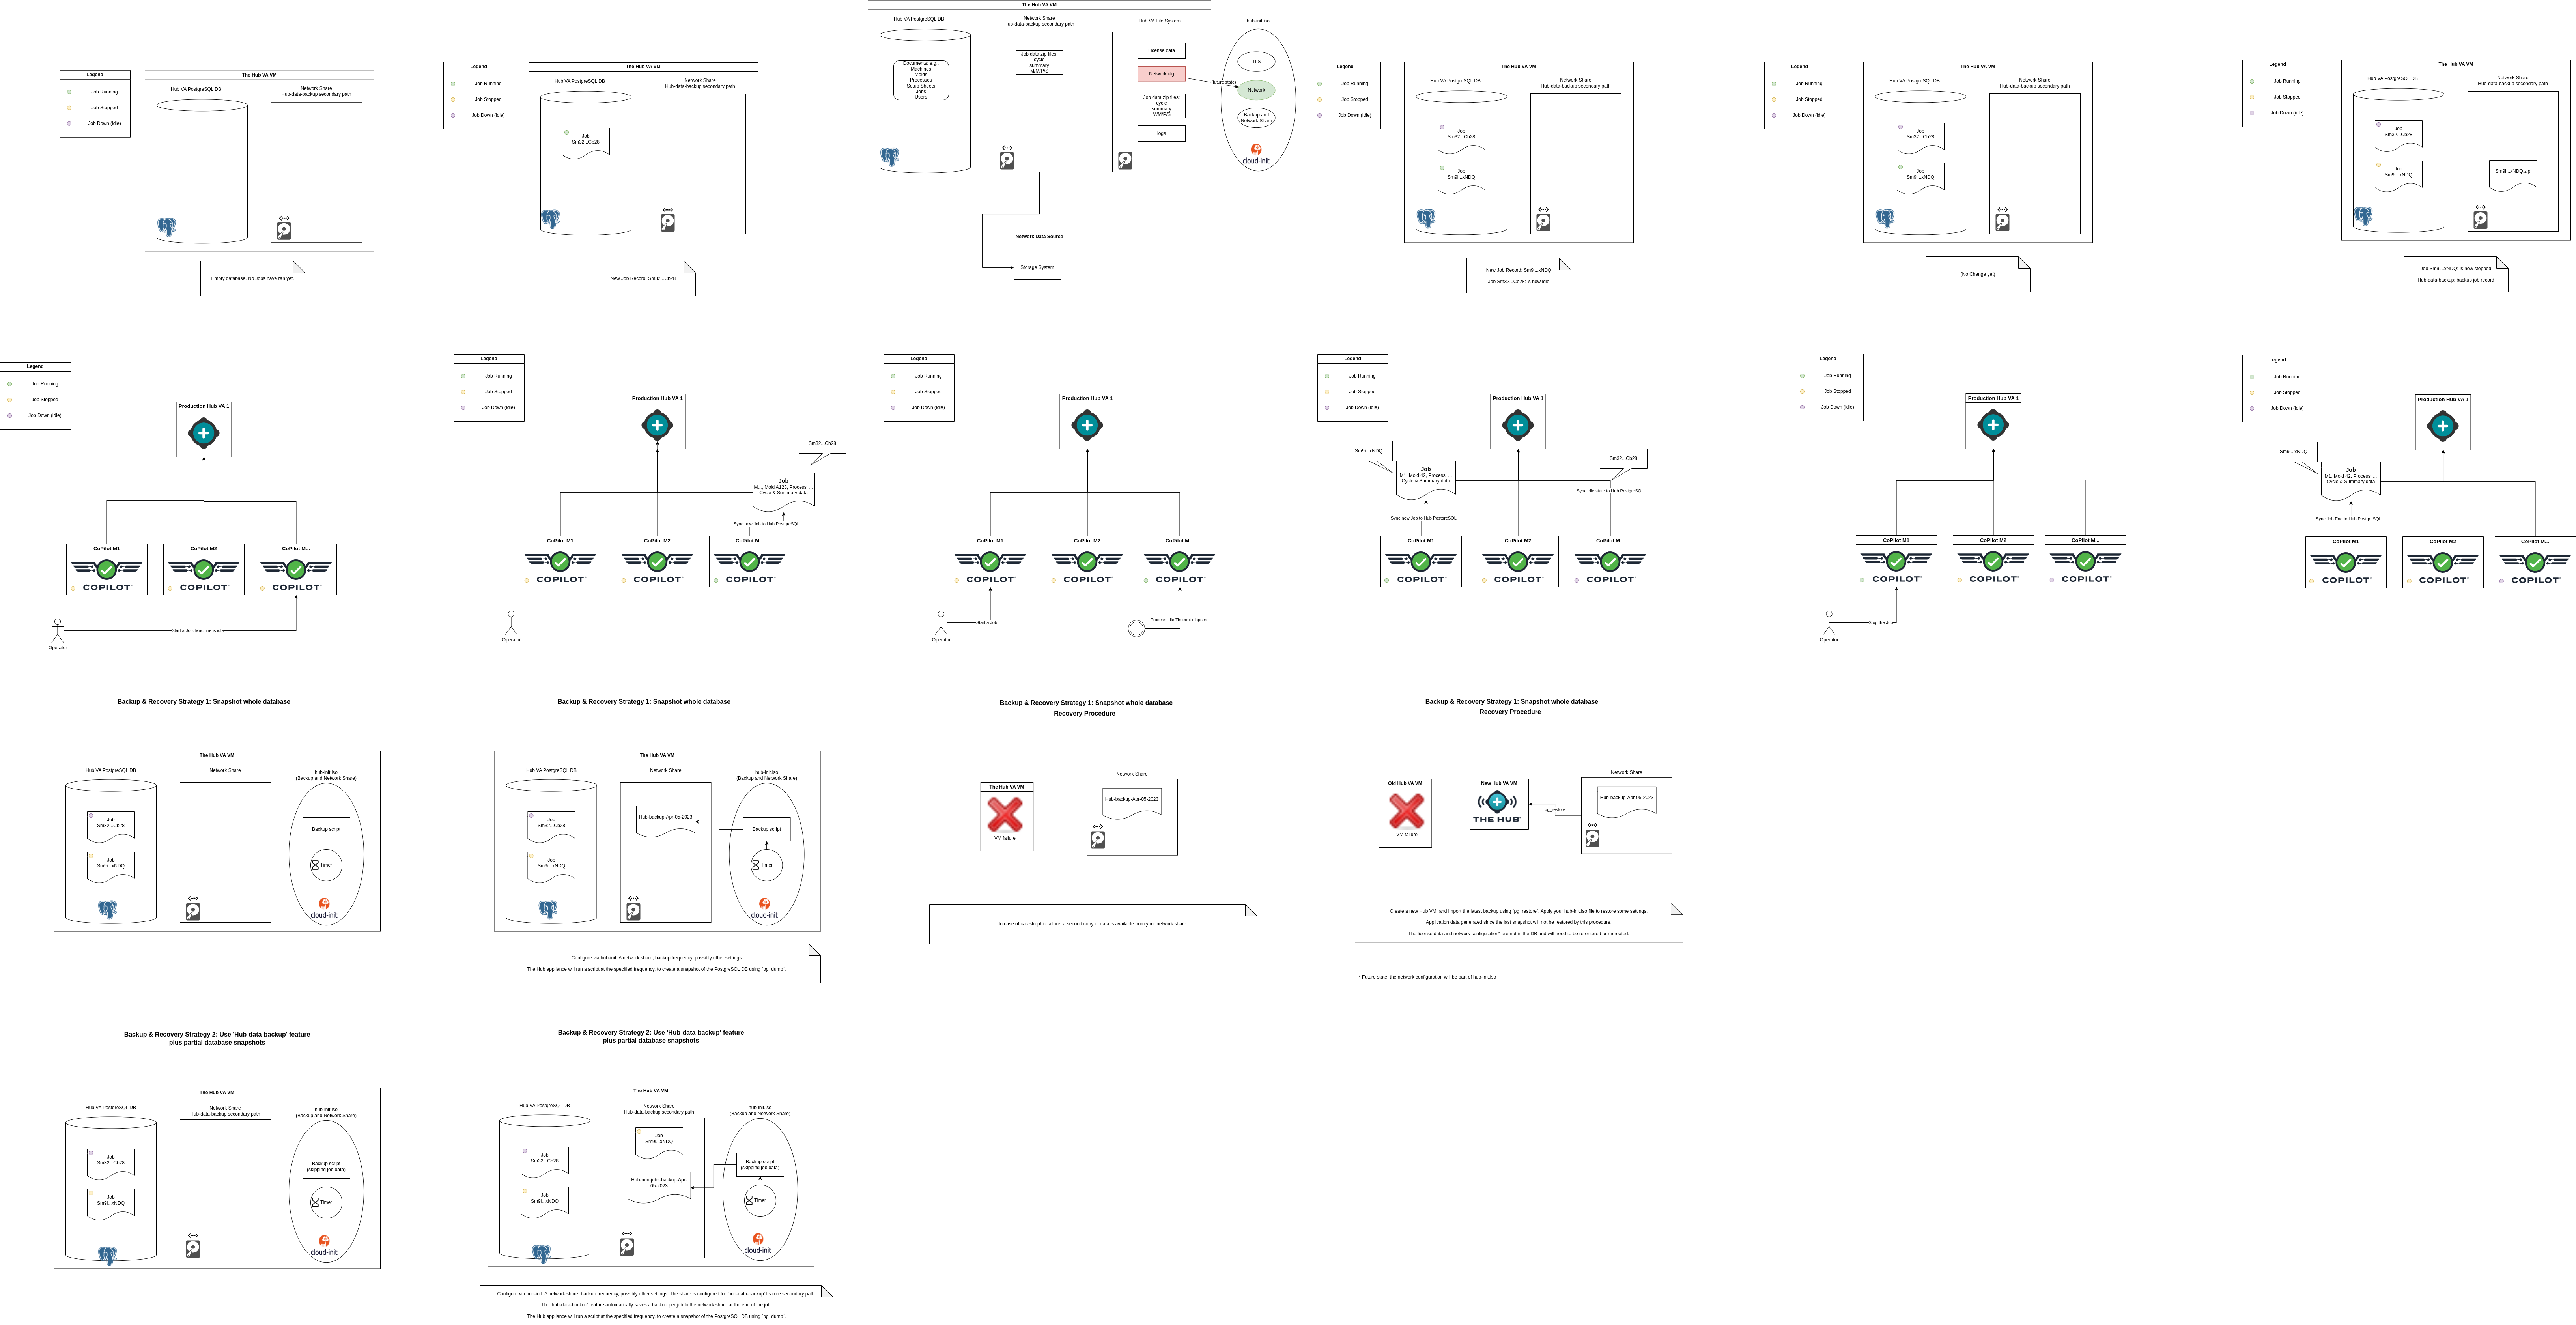 Legend
Job Running
Job Stopped
Job Down (idle)
The Hub VA VM
Hub VA PostgreSQL DB
Network Share
Hub-data-backup secondary path
Empty database. No Jobs have ran yet.
Legend
Job Running
Job Stopped
Job Down (idle)
The Hub VA VM
Hub VA PostgreSQL DB
Network Share
Hub-data-backup secondary path
Job
Sm32...Cb28
New Job Record: Sm32...Cb28
The Hub VA VM
Hub VA PostgreSQL DB
Documents: e.g.,
Machines
Molds
Processes
Setup Sheets
Jobs
Users
Network Share
Hub-data-backup secondary path
Job data zip files:
cycle
summary
M/M/P/S
Hub VA File System
License data
Network cfg
Job data zip files:
cycle
summary
M/M/P/S
logs
(future state)
hub-init.iso
TLS
Network
Backup and
Network Share
cloud-init
Network Data Source
Storage System
Legend
Job Running
Job Stopped
Job Down (idle)
The Hub VA VM
Hub VA PostgreSQL DB
Network Share
Hub-data-backup secondary path
Job
Sm32...Cb28
Job
Sm9k...xNDQ
New Job Record: Sm9k...xNDQ
Job Sm32...Cb28: is now idle
Legend
Job Running
Job Stopped
Job Down (idle)
The Hub VA VM
Hub VA PostgreSQL DB
Network Share
Hub-data-backup secondary path
Job
Sm32...Cb28
Job
Sm9k...xNDQ
(No Change yet)
Legend
Job Running
Job Stopped
Job Down (idle)
The Hub VA VM
Hub VA PostgreSQL DB
Network Share
Hub-data-backup secondary path
Job
Sm32...Cb28
Job
Sm9k...xNDQ
Sm9k...xNDQ.zip
Job Sm9k...xNDQ: is now stopped
Hub-data-backup: backup job record
Legend
Job Running
Job Stopped
Job Down (idle)
Production Hub VA 1
CoPilot M1
COPILOT
CoPilot M2
COPILOT
CoPilot M...
COPILOT
Start a Job. Machine is idle
Operator
Legend
Job Running
Job Stopped
Job Down (idle)
Production Hub VA 1
Sm32...Cb28
Job
M..., Mold A123, Process, ...
Cycle & Summary data
Sync new Job to Hub PostgreSQL
CoPilot M1
COPILOT
CoPilot M2
COPILOT
CoPilot M...
COPILOT
Operator
Legend
Job Running
Job Stopped
Job Down (idle)
Production Hub VA 1
CoPilot M1
COPILOT
CoPilot M2
COPILOT
CoPilot M...
COPILOT
Start a Job
Process Idle Timeout elapses
Operator
Legend
Job Running
Job Stopped
Job Down (idle)
Production Hub VA 1
Sm9k...xNDQ
Job
M1, Mold 42, Process, ...
Cycle & Summary data
Sm32...Cb28
Sync idle state to Hub PostgreSQL
Sync new Job to Hub PostgreSQL
CoPilot M1
COPILOT
CoPilot M2
COPILOT
CoPilot M...
COPILOT
Legend
Job Running
Job Stopped
Job Down (idle)
Production Hub VA 1
CoPilot M1
COPILOT
CoPilot M2
COPILOT
CoPilot M...
COPILOT
Stop the Job
Operator
Legend
Job Running
Job Stopped
Job Down (idle)
Production Hub VA 1
Sm9k...xNDQ
Job
M1, Mold 42, Process, ...
Cycle & Summary data
Sync Job End to Hub PostgreSQL
CoPilot M1
COPILOT
CoPilot M2
COPILOT
CoPilot M...
COPILOT
Backup & Recovery Strategy 1: Snapshot whole database
The Hub VA VM
Hub VA PostgreSQL DB
Network Share
hub-init.iso
(Backup and Network Share)
Job
Sm32...Cb28
Job
Sm9k...xNDQ
Backup script
Timer
cloud-init
Backup & Recovery Strategy 1: Snapshot whole database
The Hub VA VM
Hub VA PostgreSQL DB
Network Share
hub-init.iso
(Backup and Network Share)
Job
Sm32...Cb28
Job
Sm9k...xNDQ
Hub-backup-Apr-05-2023
Backup script
Timer
cloud-init
Configure via hub-init: A network share, backup frequency, possibly other settings
The Hub appliance will run a script at the specified frequency, to create a snapshot of the PostgreSQL DB using `pg_dump`.
Backup & Recovery Strategy 1: Snapshot whole database
Recovery Procedure
The Hub VA VM
VM failure
Network Share
Hub-backup-Apr-05-2023
In case of catastrophic failure, a second copy of data is available from your network share.
Backup & Recovery Strategy 1: Snapshot whole database
Recovery Procedure
Old Hub VA VM
VM failure
New Hub VA VM
THE HUB
pg_restore
Network Share
Hub-backup-Apr-05-2023
Create a new Hub VM, and import the latest backup using `pg_restore`. Apply your hub-init.iso file to restore some settings.
Application data generated since the last snapshot will not be restored by this procedure.
The license data and network configuration* are not in the DB and will need to be re-entered or recreated.
* Future state: the network configuration will be part of hub-init.iso
Backup & Recovery Strategy 2: Use 'Hub-data-backup' feature
plus partial database snapshots
The Hub VA VM
Hub VA PostgreSQL DB
Network Share
Hub-data-backup secondary path
hub-init.iso
(Backup and Network Share)
Job
Sm32...Cb28
Job
Sm9k...xNDQ
Backup script
(skipping job data)
Timer
cloud-init
Backup & Recovery Strategy 2: Use 'Hub-data-backup' feature
plus partial database snapshots
The Hub VA VM
Hub VA PostgreSQL DB
Network Share
Hub-data-backup secondary path
hub-init.iso
(Backup and Network Share)
Job
Sm32...Cb28
Job
Sm9k...xNDQ
Job
Sm9k...xNDQ
Hub-non-jobs-backup-Apr-
05-2023
Backup script
(skipping job data)
Timer
cloud-init
Configure via hub-init: A network share, backup frequency, possibly other settings. The share is configured for 'hub-data-backup' feature secondary path.
The 'hub-data-backup' feature automatically saves a backup per job to the network share at the end of the job.
The Hub appliance will run a script at the specified frequency, to create a snapshot of the PostgreSQL DB using `pg_dump`.